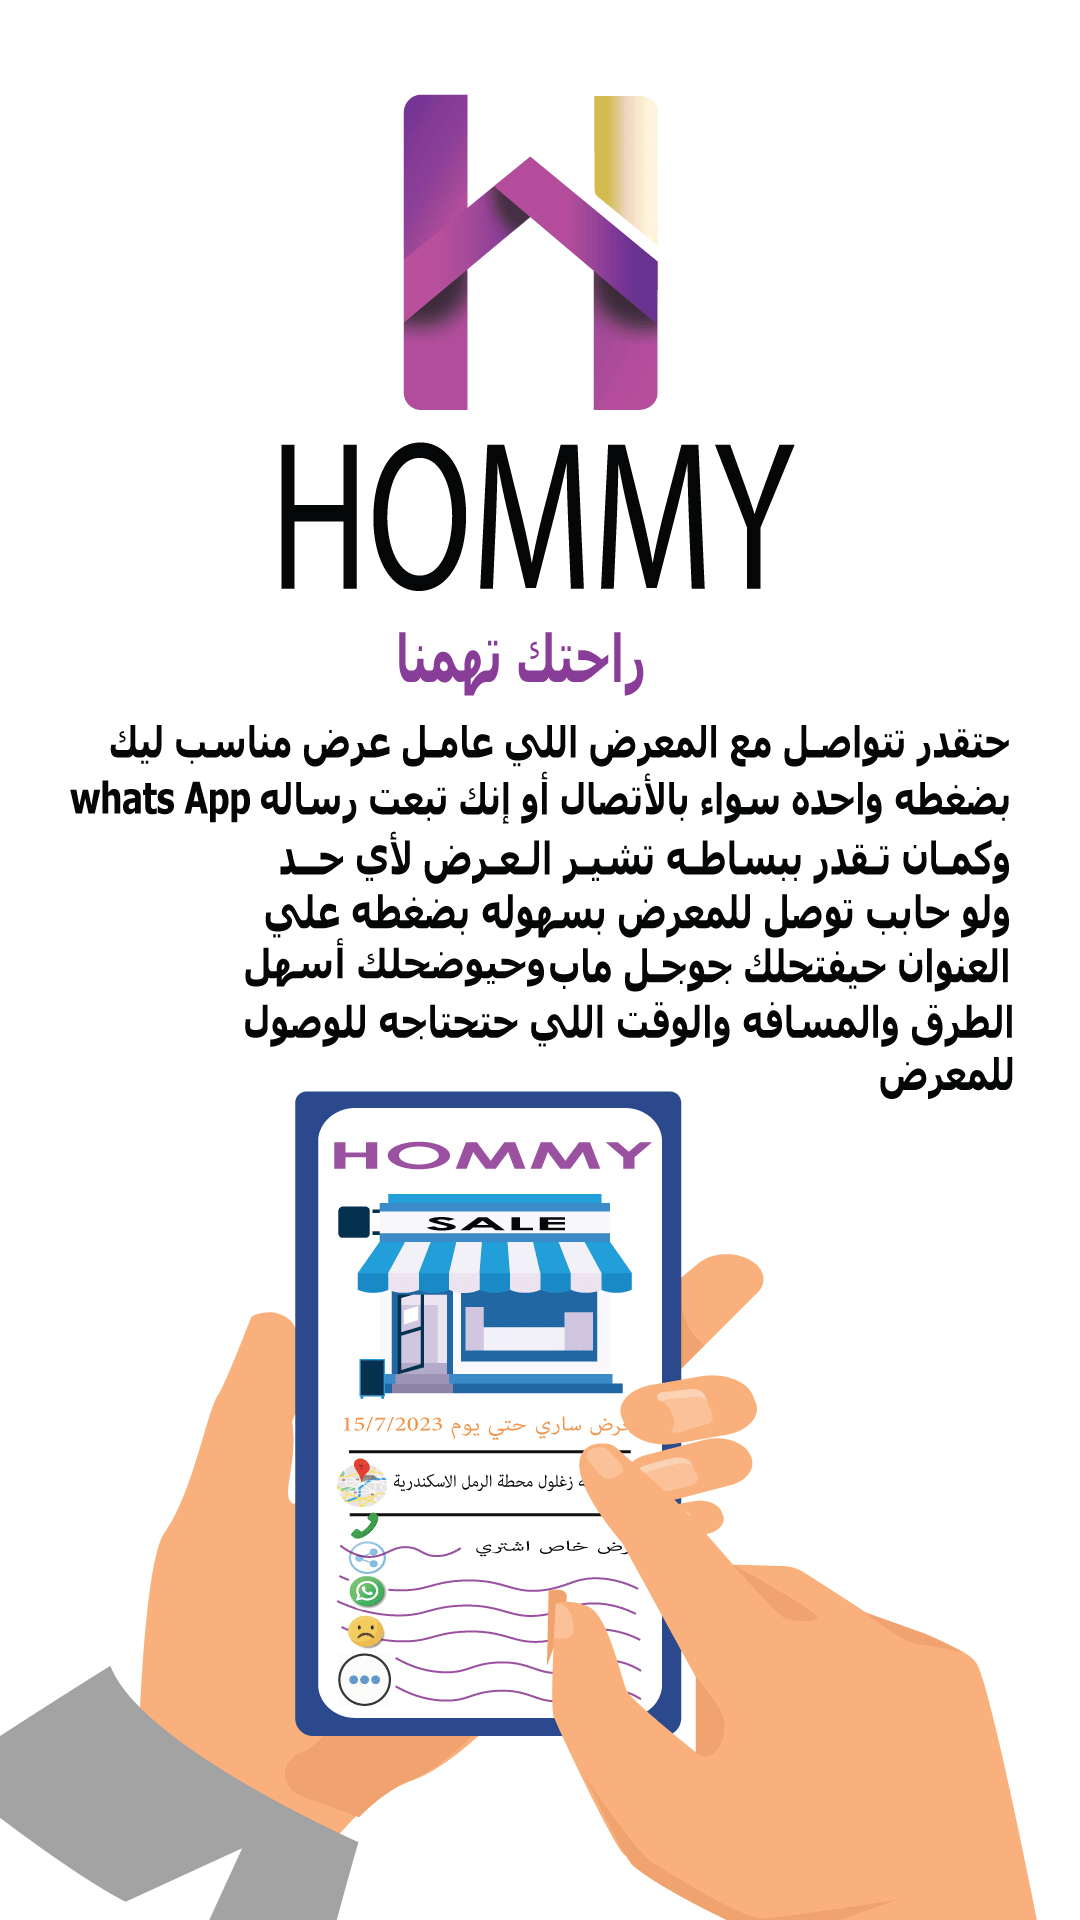 HOMMY
راحتك تهمنا
حتقدر تتواصل مع المعرض اللي عامل عرض مناسب ليك
بضغطه واحده سواء بالأتصال أو إنك تبعت رساله whats App
وكمان تقدر ببساطه تشير العرض لأي حد
ولو حابب توصل للمعرض بسهوله بضغطه علي
العنوان حيفتحلك جوجل ماب وحيوضحلك أسهل
الطرق والمسافه والوقت اللي حتحتاجه للوصول
للمعرض
HOMMY
SALE
ساري حتي يوم 15/7/2023
زغلول محطة الرمل الاسكندرية
خاص اشتري